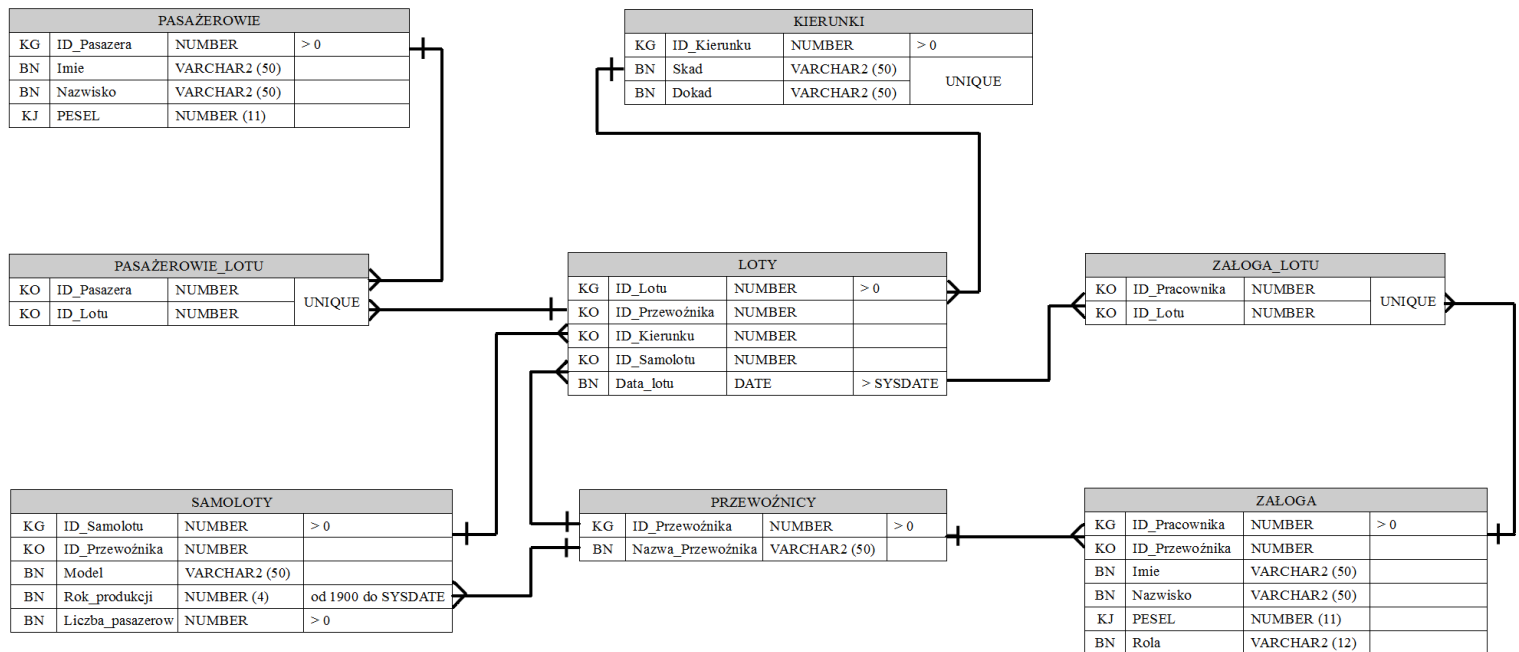 PASAŻEROWIE
KG ID_Pasazera NUMBER > 0
BN Imie VARCHAR2 (50)
BN Nazwisko VARCHAR2 (50)
KJ PESEL NUMBER (11)
KIERUNKI
KG ID_Kierunku NUMBER > 0
BN Skad VARCHAR2 (50) UNIQUE
BN Dokad VARCHAR2 (50)
PASAŻEROWIE_LOTU
KO ID_Pasazera NUMBER UNIQUE
KO ID_Lotu NUMBER
LOTY
KG ID_Lotu NUMBER > 0
KO ID_Przewoźnika NUMBER
KO ID_Kierunku NUMBER
KO ID_Samolotu NUMBER
BN Data_lotu DATE > SYSDATE
ZAŁOGA_LOTU
KO ID_Pracownika NUMBER UNIQUE
KO ID_Lotu NUMBER
SAMOLOTY
KG ID_Samolotu NUMBER > 0
KO ID_Przewoźnika NUMBER
BN Model VARCHAR2 (50)
BN Rok_produkcji NUMBER (4) od 1900 do SYSDATE
BN Liczba_pasazerow NUMBER > 0
PRZEWOŹNICY
KG ID_Przewoźnika NUMBER > 0
BN Nazwa_Przewoźnika VARCHAR2 (50)
ZAŁOGA
KG ID_Pracownika NUMBER > 0
KO ID_Przewoźnika NUMBER
BN Imie VARCHAR2 (50)
BN Nazwisko VARCHAR2 (50)
KJ PESEL NUMBER (11)
BN Rola VARCHAR2 (12)